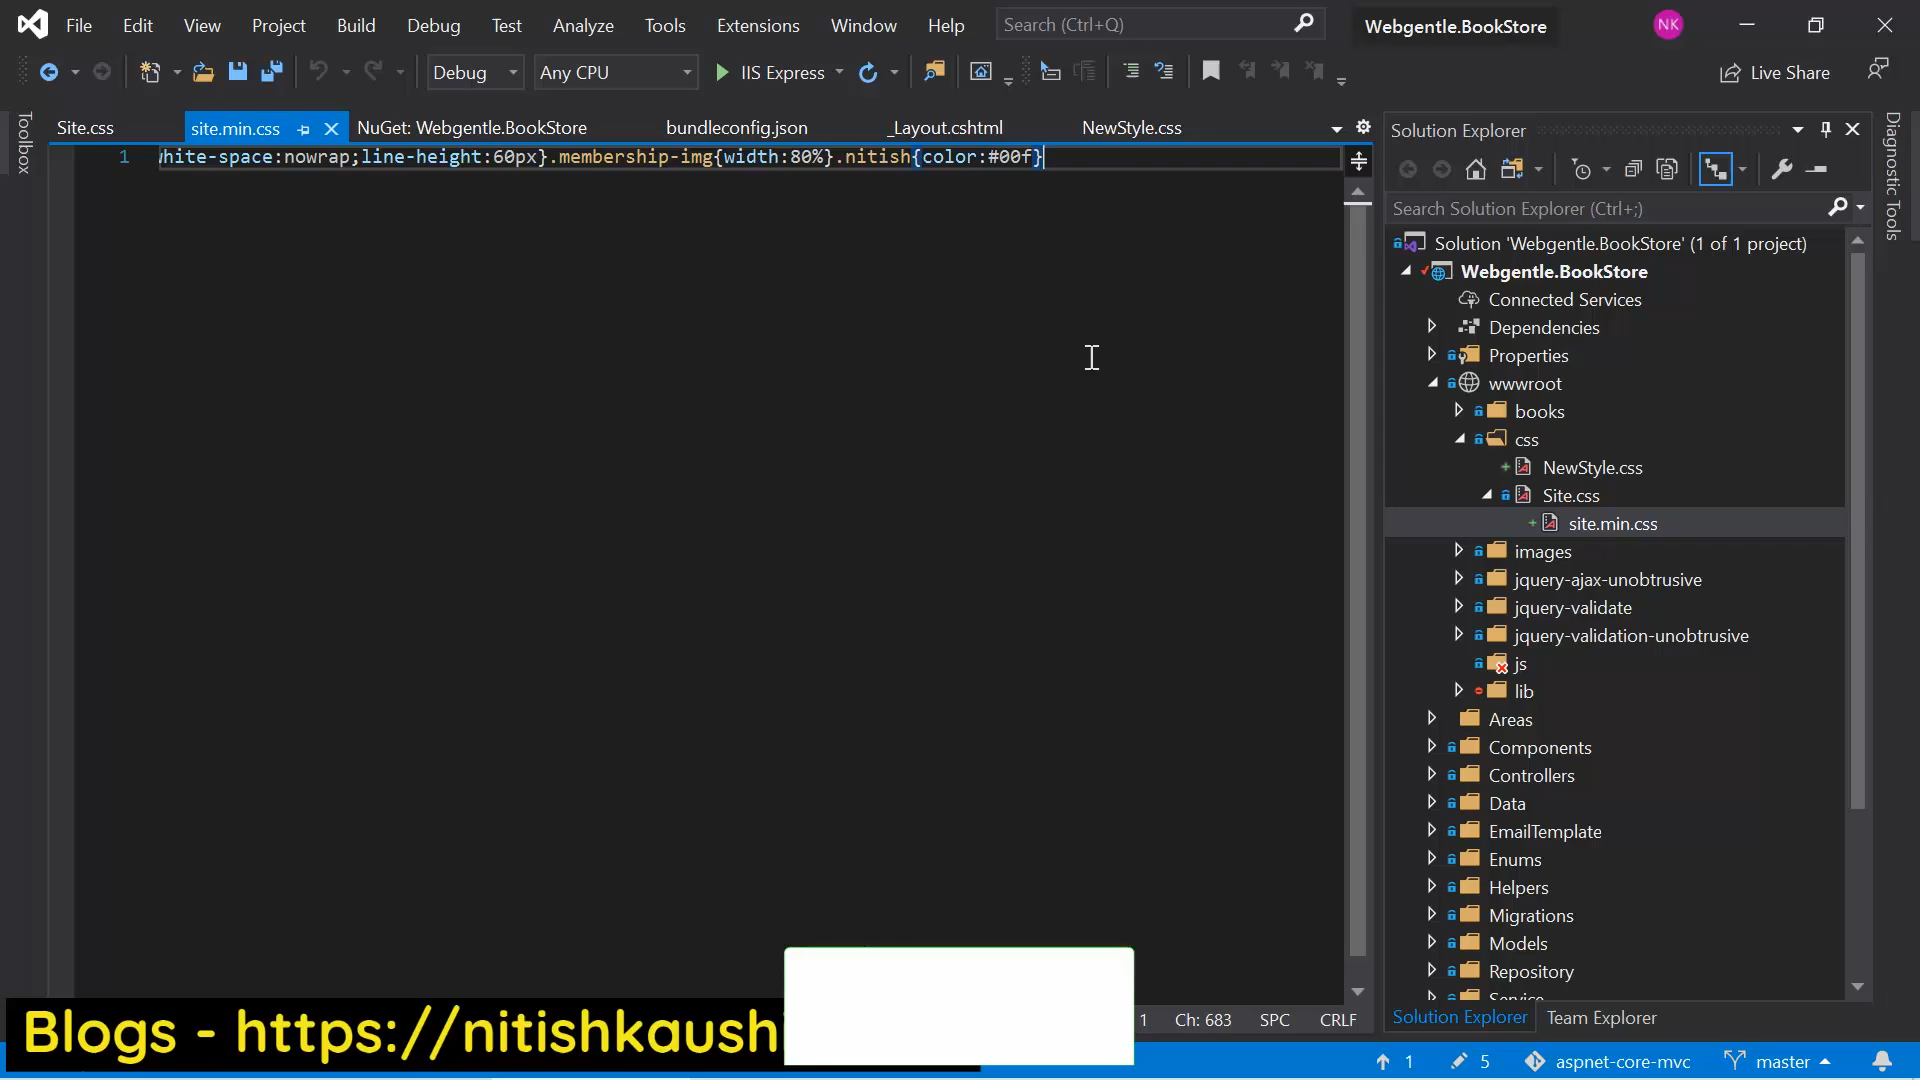 File Edit View Project Build Debug Test Analyze Tools Extensions Window Help Search (Ctrl+Q) Webgentle.BookStore NK
Debug Any CPU IIS Express Live Share
Toolbox
Site.css site.min.css NuGet: Webgentle.BookStore bundleconfig.json _Layout.cshtml NewStyle.css
1 white-space:nowrap;line-height:60px}.membership-img{width:80%}.nitish{color:#00f}
Solution Explorer
Search Solution Explorer (Ctrl+;)
Solution 'Webgentle.BookStore' (1 of 1 project)
Webgentle.BookStore
Connected Services
Dependencies
Properties
wwwroot
books
css
NewStyle.css
Site.css
site.min.css
images
jquery-ajax-unobtrusive
jquery-validate
jquery-validation-unobtrusive
js
lib
Areas
Components
Controllers
Data
EmailTemplate
Enums
Helpers
Migrations
Models
Repository
Service
Solution Explorer Team Explorer
Diagnostic Tools
Blogs - https://nitishkaush
1 Ch: 683 SPC CRLF
1 5 aspnet-core-mvc master